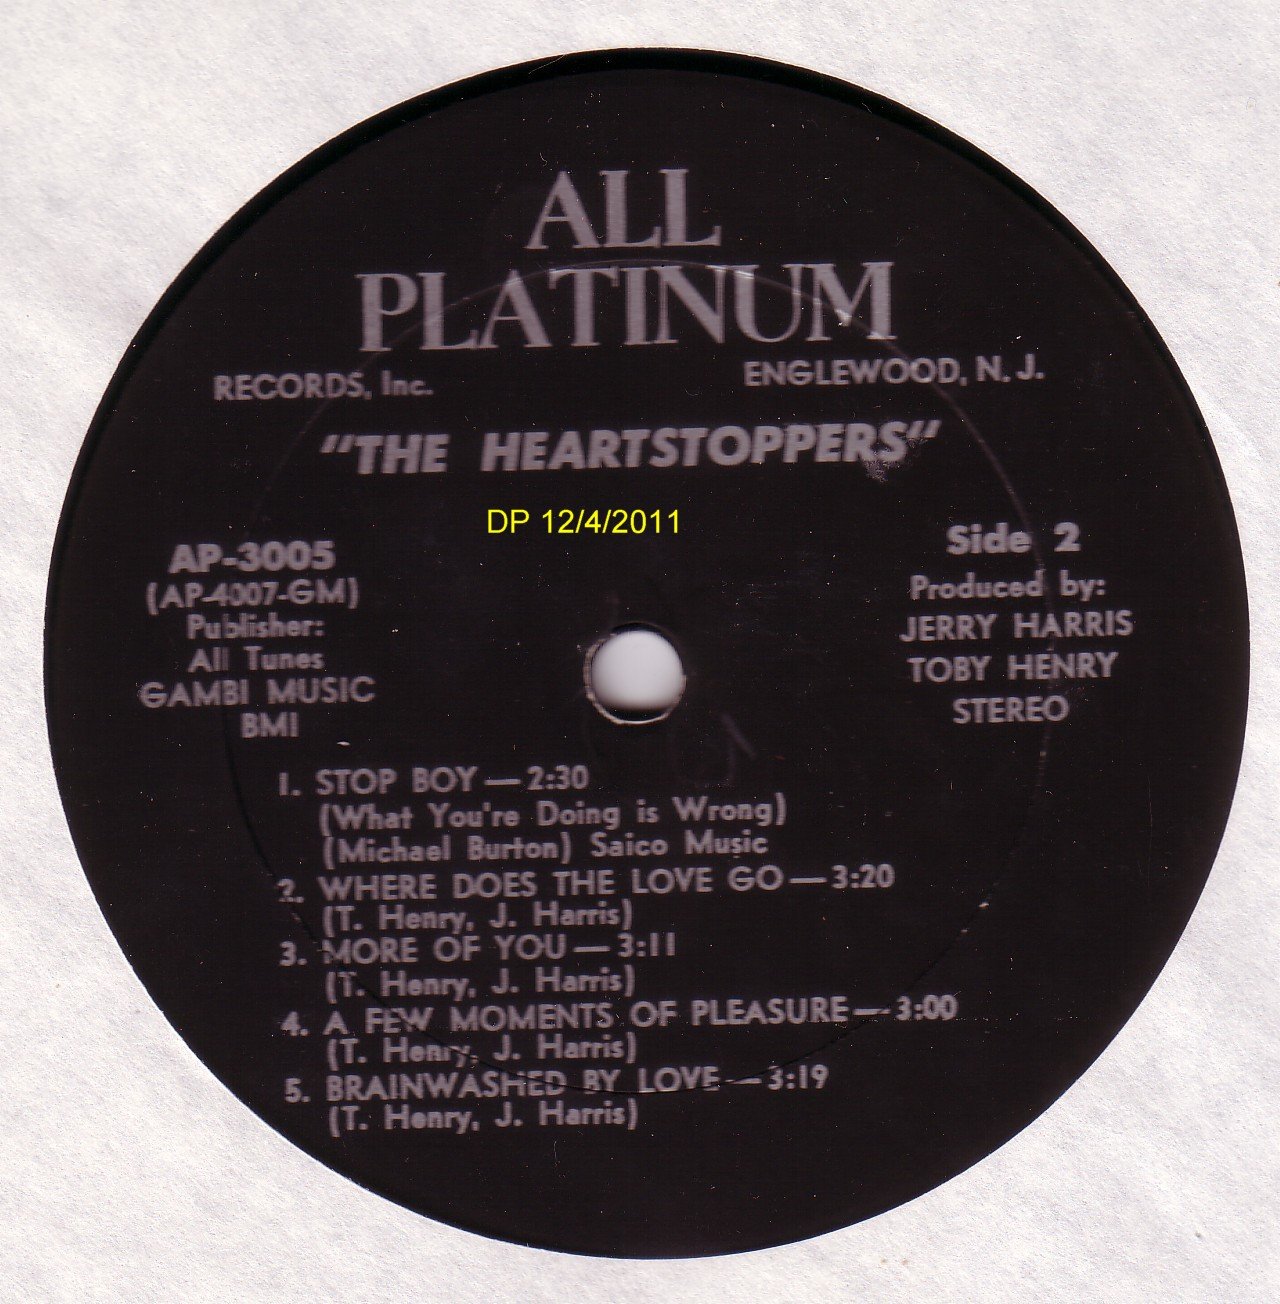 ALL
PLATINUM
RECORDS, Inc.
ENGLEWOOD, N. J.
"THE HEARTSTOPPERS"
DP 12/4/2011
AP-3005
(AP-4007-GM)
Publisher:
All Tunes
GAMBI MUSIC
BMI
Side 2
Produced by:
JERRY HARRIS
TOBY HENRY
STEREO
1. STOP BOY — 2:30
(What You're Doing is Wrong)
(Michael Burton) Saico Music
2. WHERE DOES THE LOVE GO — 3:20
(T. Henry, J. Harris)
3. MORE OF YOU — 3:11
(T. Henry, J. Harris)
4. A FEW MOMENTS OF PLEASURE — 3:00
(T. Henry, J. Harris)
5. BRAINWASHED BY LOVE — 3:19
(T. Henry, J. Harris)